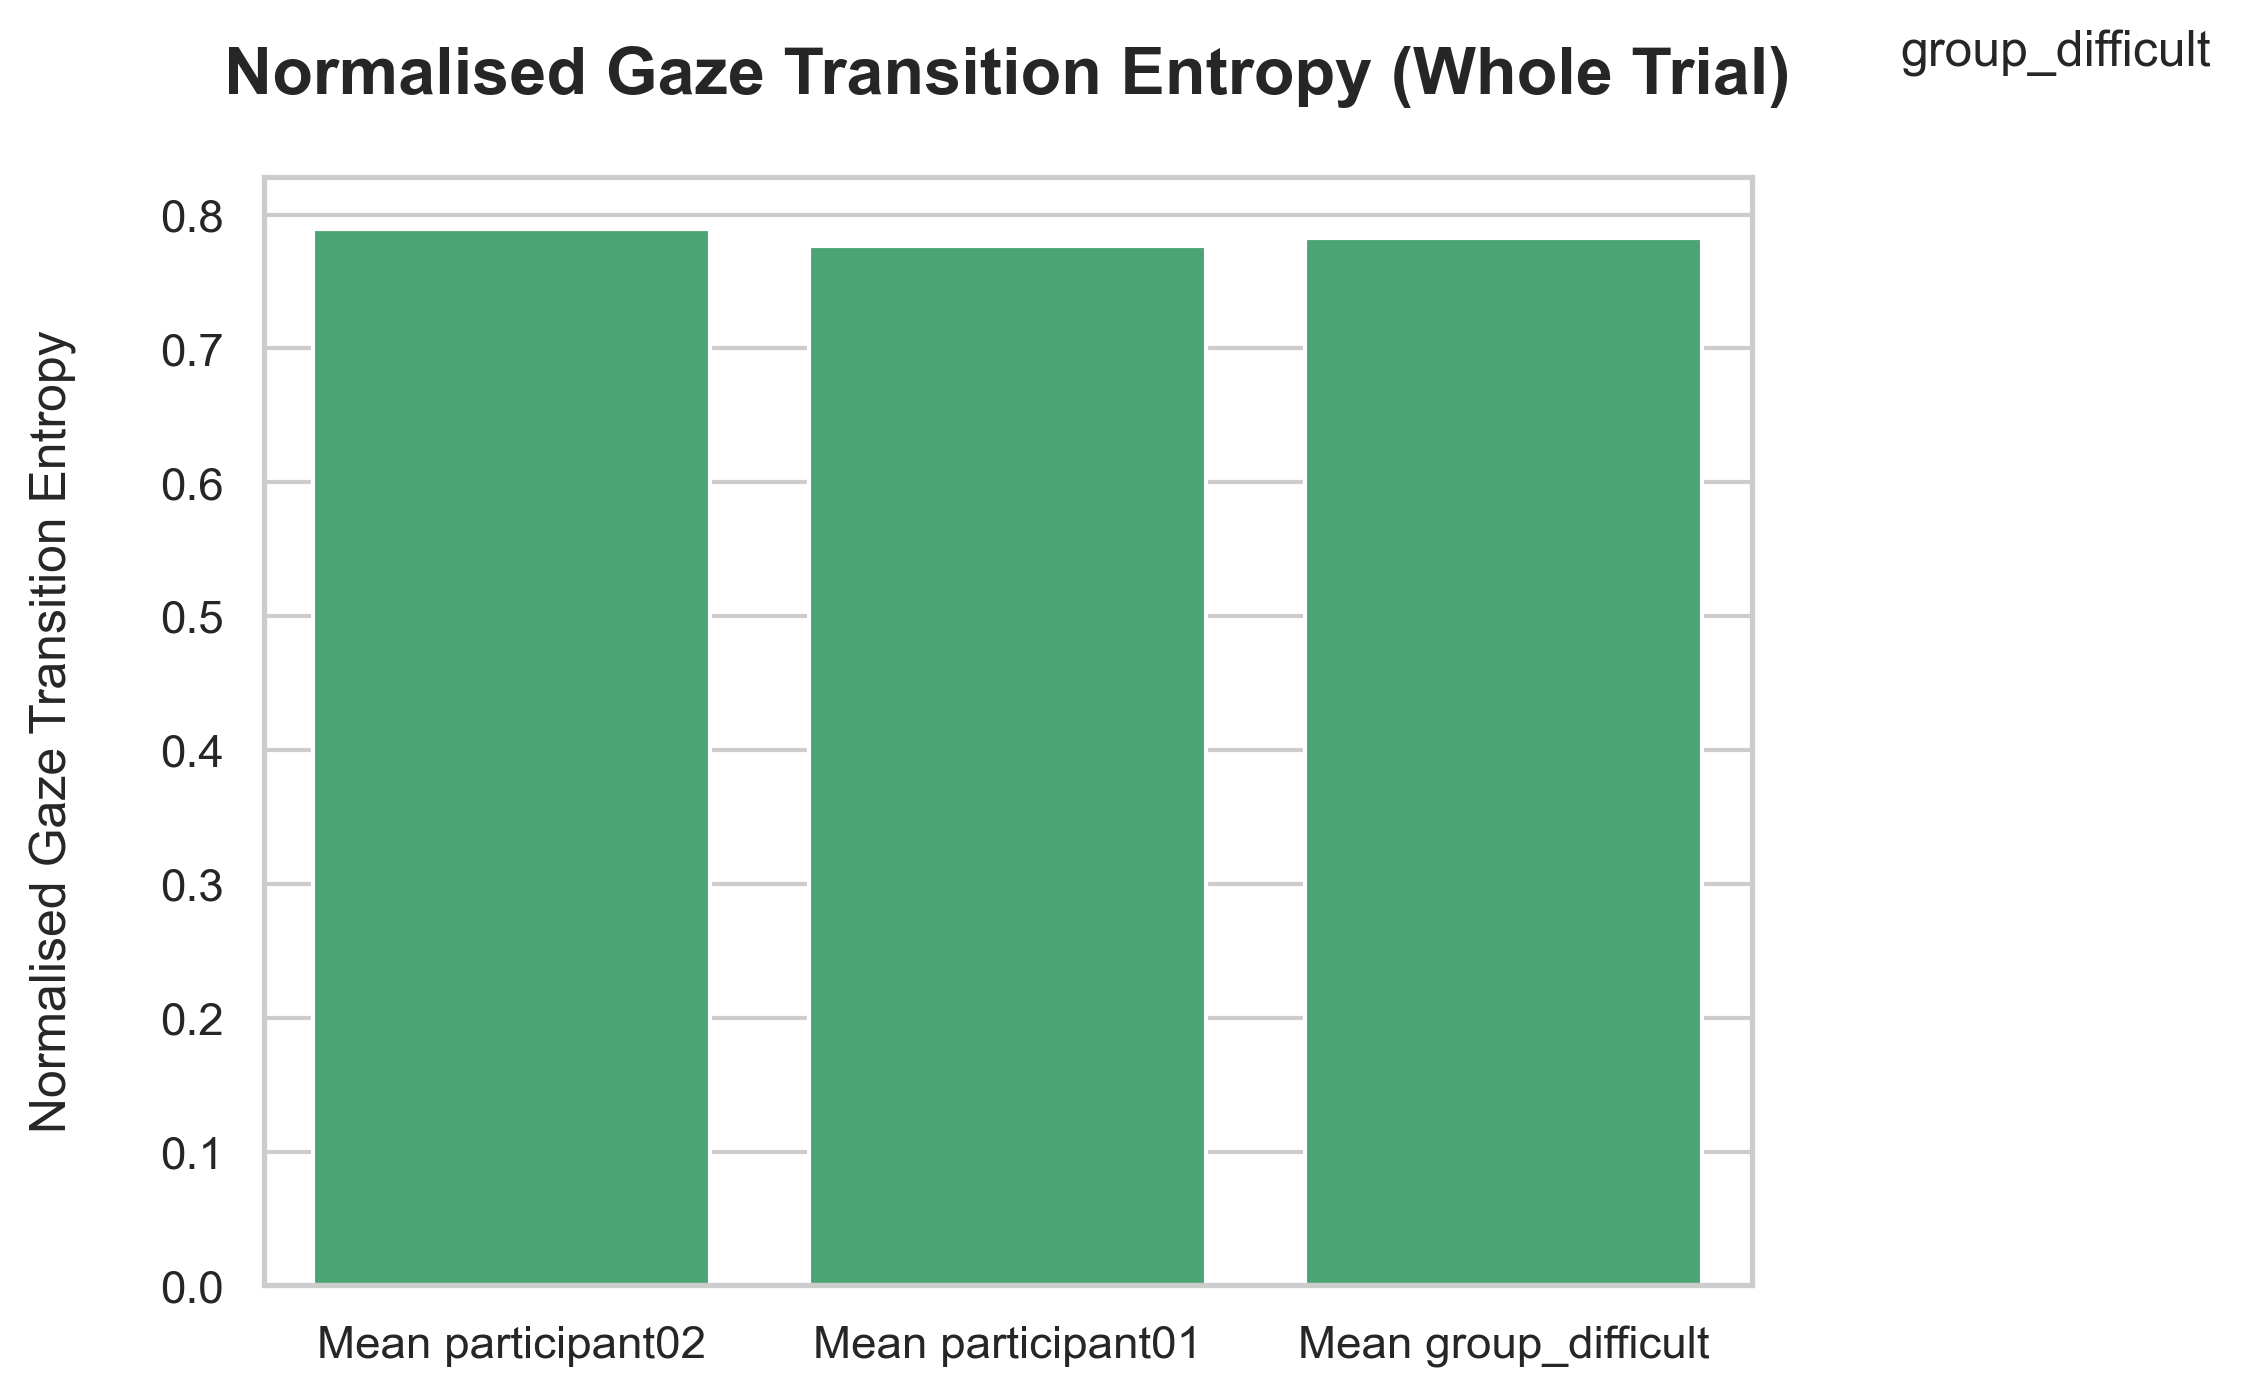 Normalised Gaze Transition Entropy (Whole Trial)
group_difficult
Normalised Gaze Transition Entropy
0.8
0.7
0.6
0.5
0.4
0.3
0.2
0.1
0.0
Mean participant02
Mean participant01
Mean group_difficult